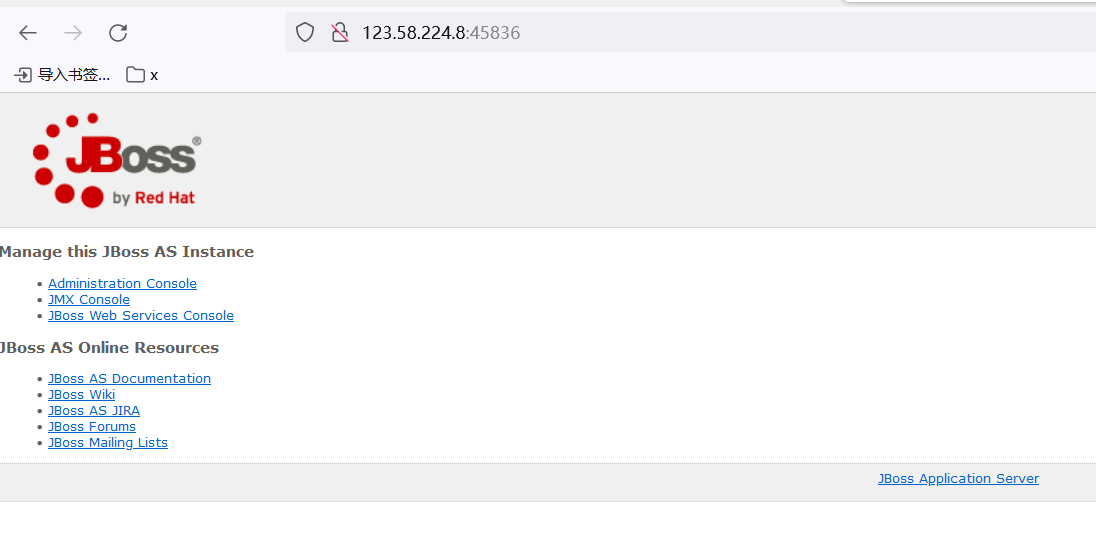 123.58.224.8:45836
导入书签... x
JBoss®
by Red Hat
Manage this JBoss AS Instance
• Administration Console
• JMX Console
• JBoss Web Services Console
JBoss AS Online Resources
• JBoss AS Documentation
• JBoss Wiki
• JBoss AS JIRA
• JBoss Forums
• JBoss Mailing Lists
JBoss Application Server